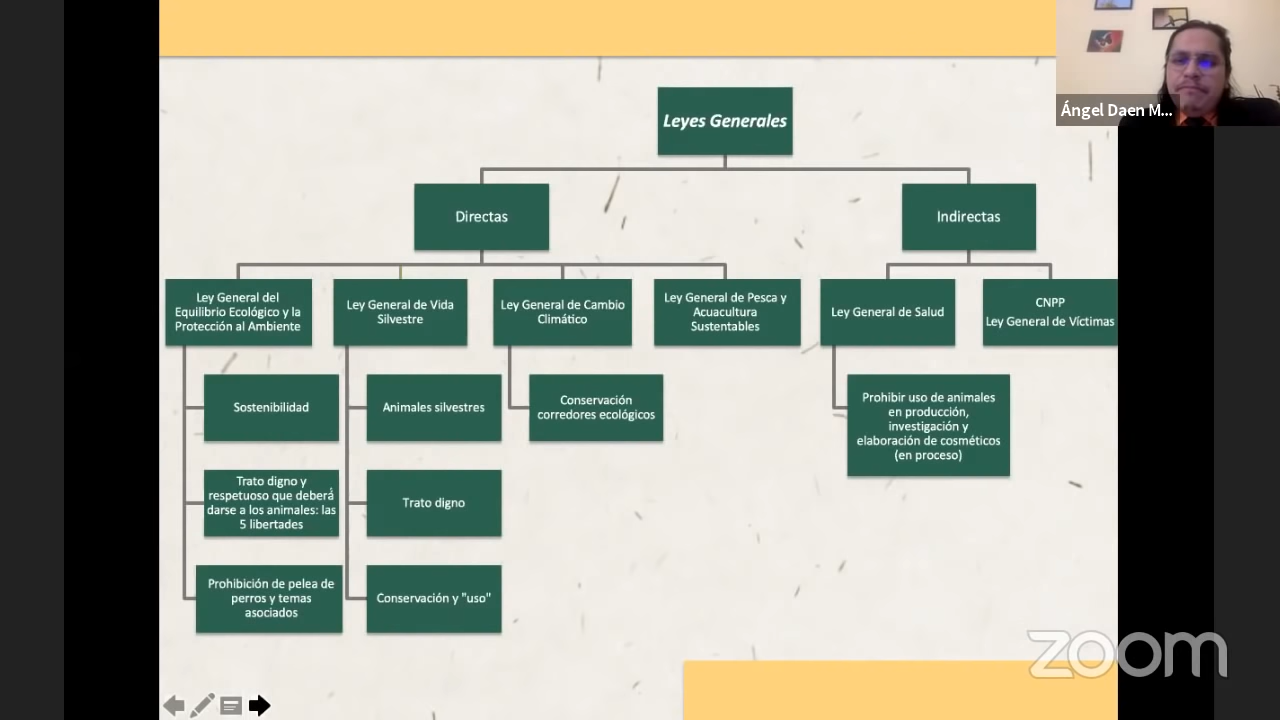 Ángel Daen M...
Leyes Generales
Directas
Indirectas
Ley General del
Equilibrio Ecológico y la
Protección al Ambiente
Ley General de Vida
Silvestre
Ley General de Cambio
Climático
Ley General de Pesca y
Acuacultura
Sustentables
Ley General de Salud
CNPP
Ley General de Víctimas
Sostenibilidad
Animales silvestres
Conservación
corredores ecológicos
Prohibir uso de animales
en producción,
investigación y
elaboración de cosméticos
(en proceso)
Trato digno y
respetuoso que deberá
darse a los animales: las
5 libertades
Trato digno
Prohibición de pelea de
perros y temas
asociados
Conservación y "uso"
zoom